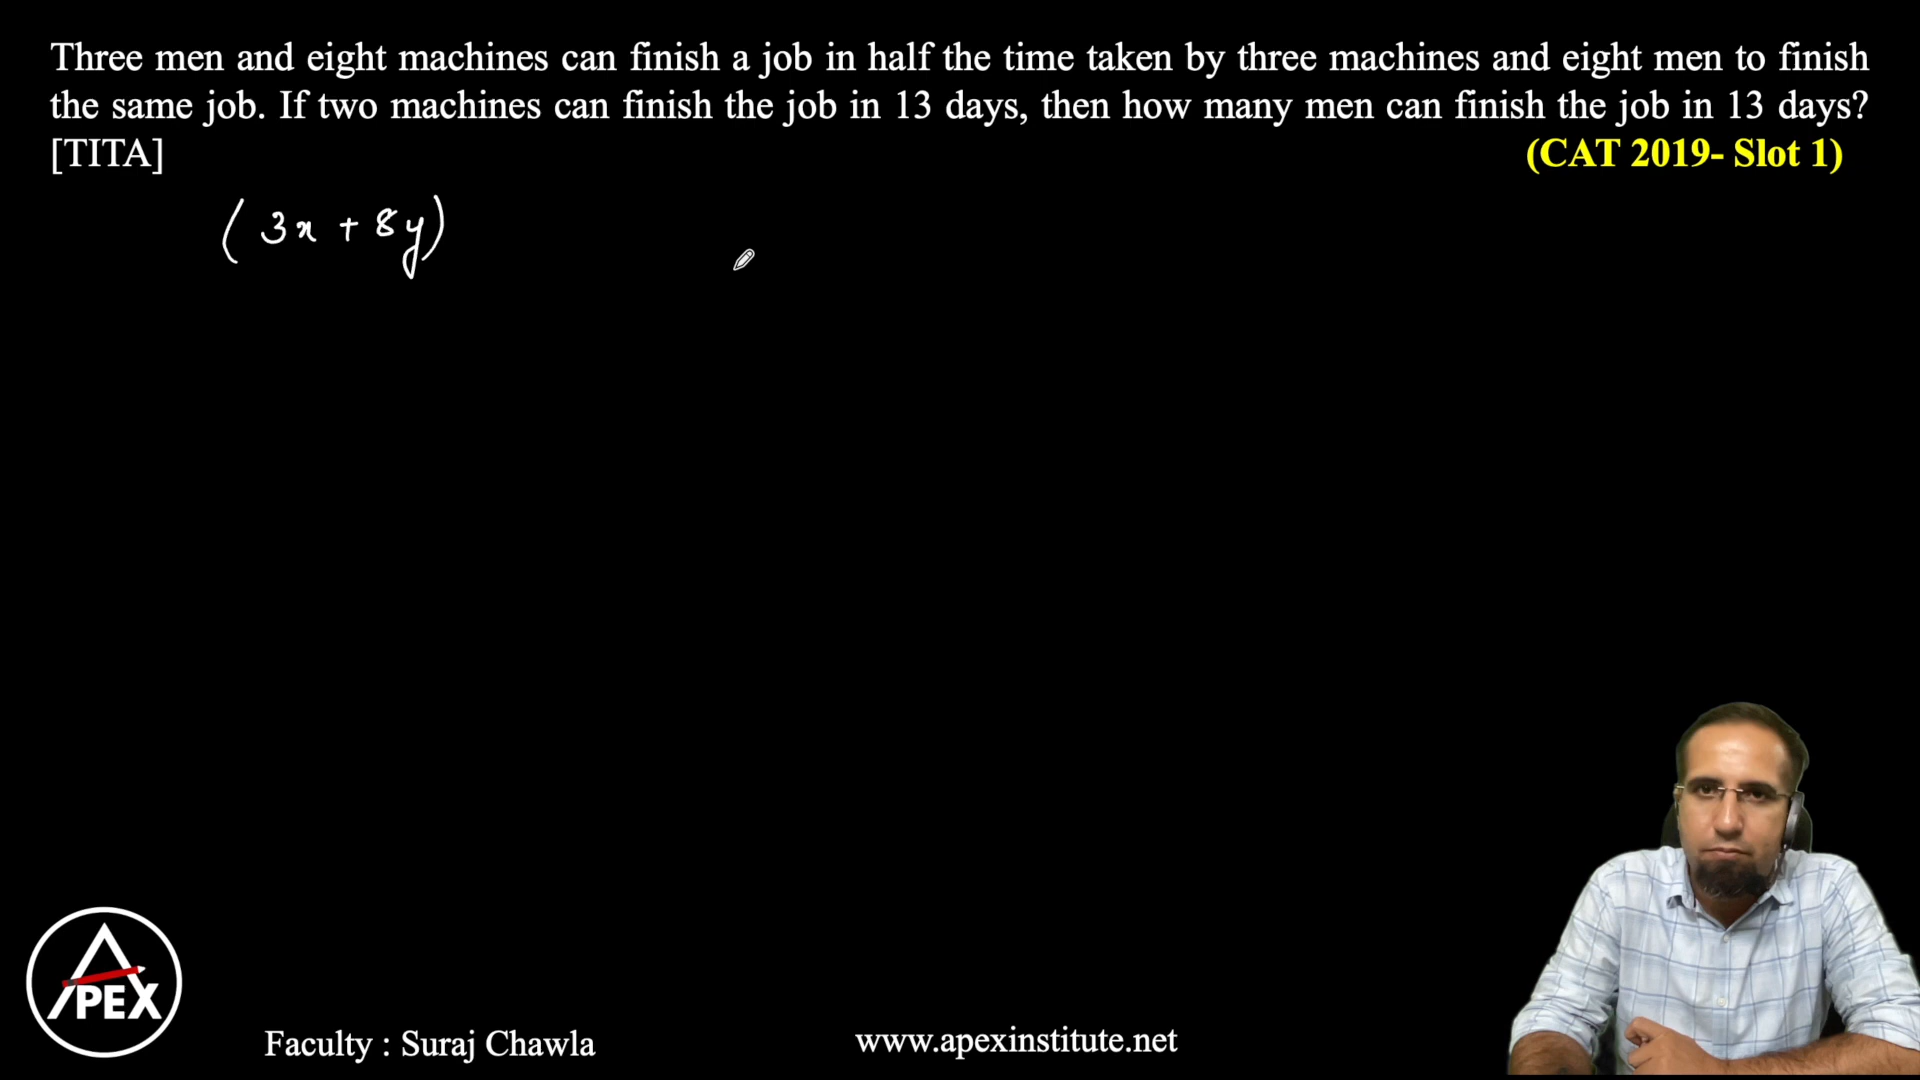 Three men and eight machines can finish a job in half the time taken by three machines and eight men to finish
the same job. If two machines can finish the job in 13 days, then how many men can finish the job in 13 days?
[TITA] (CAT 2019- Slot 1)
(3x + 8y)
APEX
Faculty : Suraj Chawla
www.apexinstitute.net